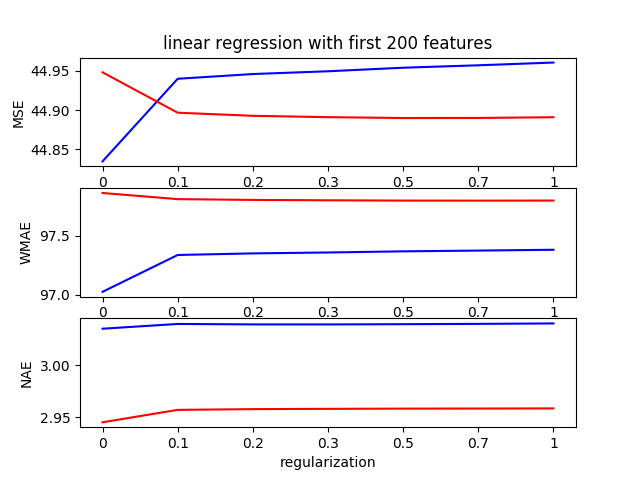 linear regression with first 200 features
44.95
44.90
44.85
MSE
0 0.1 0.2 0.3 0.5 0.7 1
97.5
97.0
WMAE
0 0.1 0.2 0.3 0.5 0.7 1
3.00
2.95
NAE
0 0.1 0.2 0.3 0.5 0.7 1
regularization